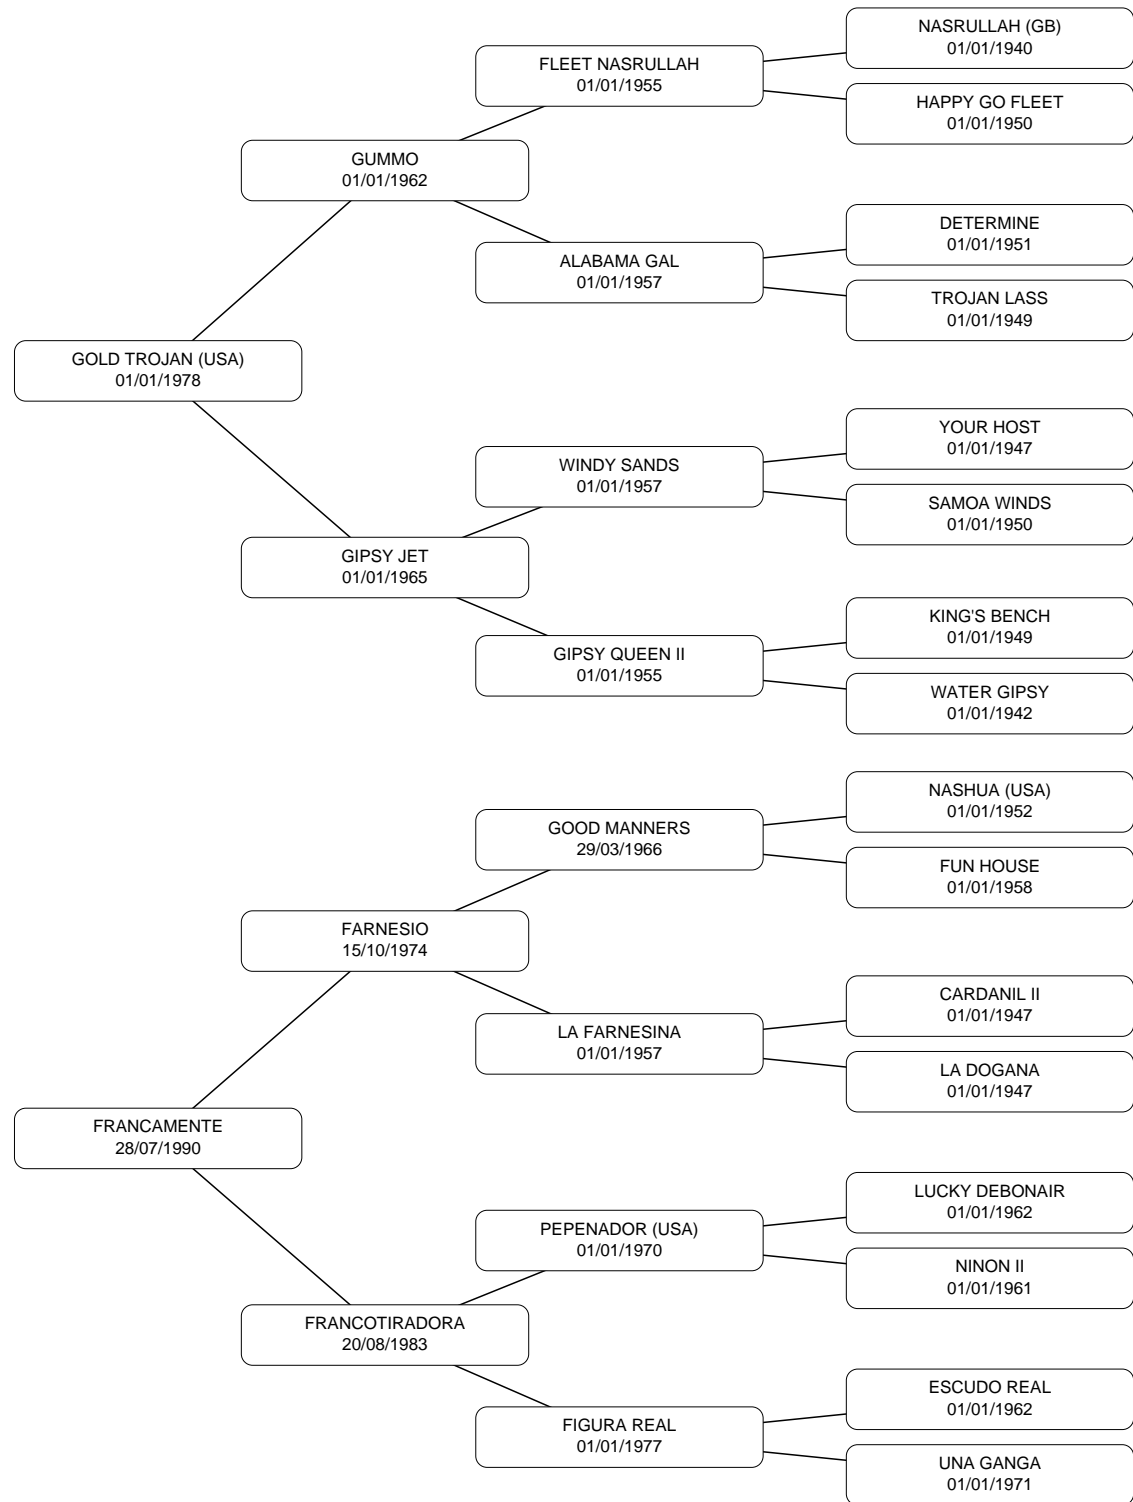 NASRULLAH (GB)
01/01/1940
FLEET NASRULLAH
01/01/1955
HAPPY GO FLEET
01/01/1950
GUMMO
01/01/1962
DETERMINE
01/01/1951
ALABAMA GAL
01/01/1957
TROJAN LASS
01/01/1949
GOLD TROJAN (USA)
01/01/1978
YOUR HOST
01/01/1947
WINDY SANDS
01/01/1957
SAMOA WINDS
01/01/1950
GIPSY JET
01/01/1965
KING'S BENCH
01/01/1949
GIPSY QUEEN II
01/01/1955
WATER GIPSY
01/01/1942
NASHUA (USA)
01/01/1952
GOOD MANNERS
29/03/1966
FUN HOUSE
01/01/1958
FARNESIO
15/10/1974
CARDANIL II
01/01/1947
LA FARNESINA
01/01/1957
LA DOGANA
01/01/1947
FRANCAMENTE
28/07/1990
LUCKY DEBONAIR
01/01/1962
PEPENADOR (USA)
01/01/1970
NINON II
01/01/1961
FRANCOTIRADORA
20/08/1983
ESCUDO REAL
01/01/1962
FIGURA REAL
01/01/1977
UNA GANGA
01/01/1971